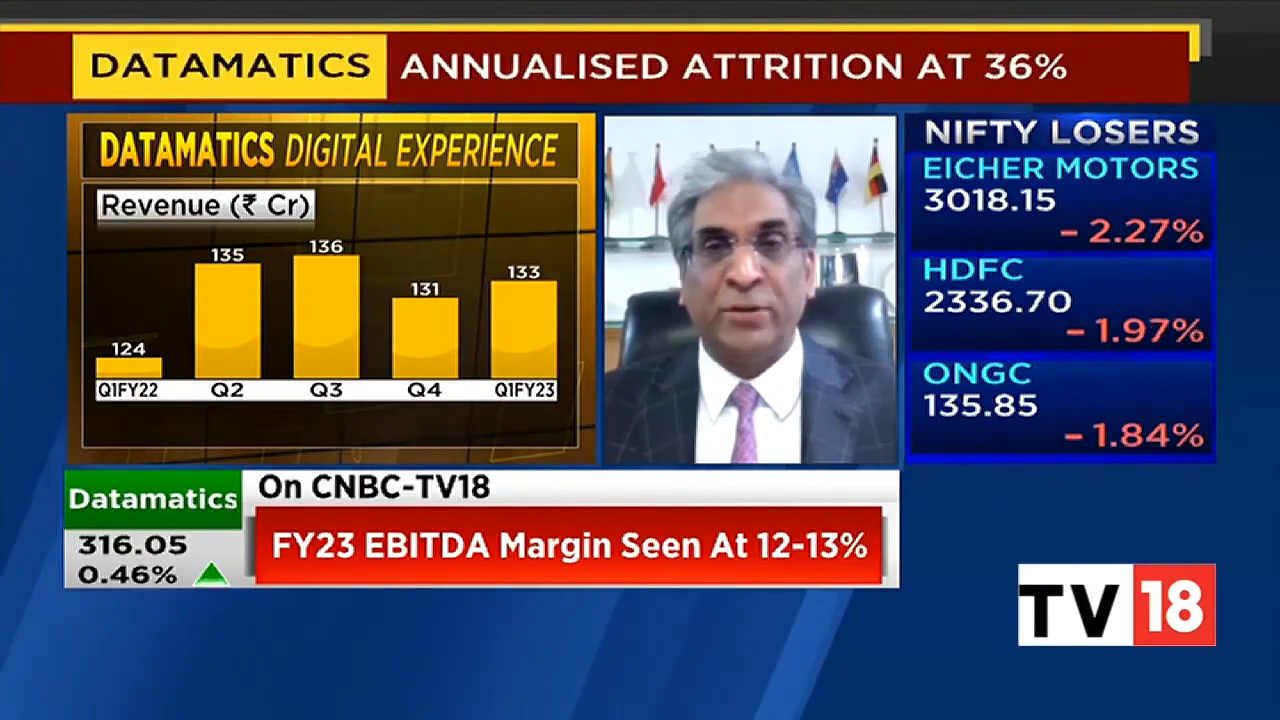 DATAMATICS ANNUALISED ATTRITION AT 36%
DATAMATICS DIGITAL EXPERIENCE
Revenue (₹ Cr)
124 135 136 131 133
Q1FY22 Q2 Q3 Q4 Q1FY23
NIFTY LOSERS
EICHER MOTORS
3018.15
- 2.27%
HDFC
2336.70
- 1.97%
ONGC
135.85
- 1.84%
Datamatics
316.05
0.46%
On CNBC-TV18
FY23 EBITDA Margin Seen At 12-13%
TV18